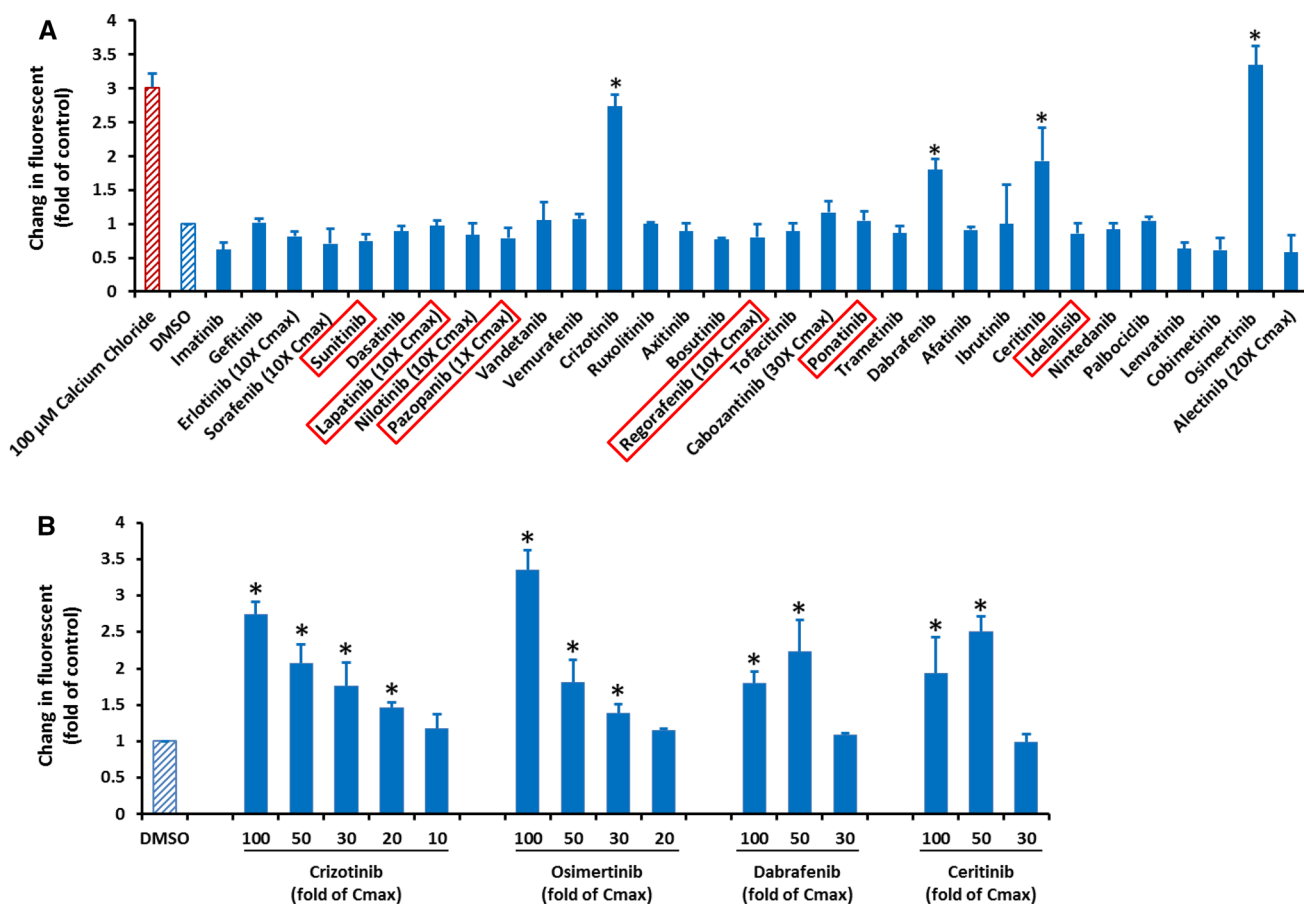 A
Chang in fluorescent
(fold of control)
4
3.5
3
2.5
2
1.5
1
0.5
0
* * * *
100 µM Calcium Chloride
DMSO
Imatinib
Gefitinib
Erlotinib (10X Cmax)
Sorafenib (10X Cmax)
Sunitinib
Dasatinib
Lapatinib (10X Cmax)
Nilotinib (10X Cmax)
Pazopanib (1X Cmax)
Vandetanib
Vemurafenib
Crizotinib
Ruxolitinib
Axitinib
Bosutinib
Regorafenib (10X Cmax)
Tofacitinib
Cabozantinib (30X Cmax)
Ponatinib
Trametinib
Dabrafenib
Afatinib
Ibrutinib
Ceritinib
Idelalisib
Nintedanib
Palbociclib
Lenvatinib
Cobimetinib
Osimertinib
Alectinib (20X Cmax)
B
Chang in fluorescent
(fold of control)
4
3.5
3
2.5
2
1.5
1
0.5
0
* * * * * * * * * * *
DMSO 100 50 30 20 10 100 50 30 20 100 50 30 100 50 30
Crizotinib Osimertinib Dabrafenib Ceritinib
(fold of Cmax) (fold of Cmax) (fold of Cmax) (fold of Cmax)